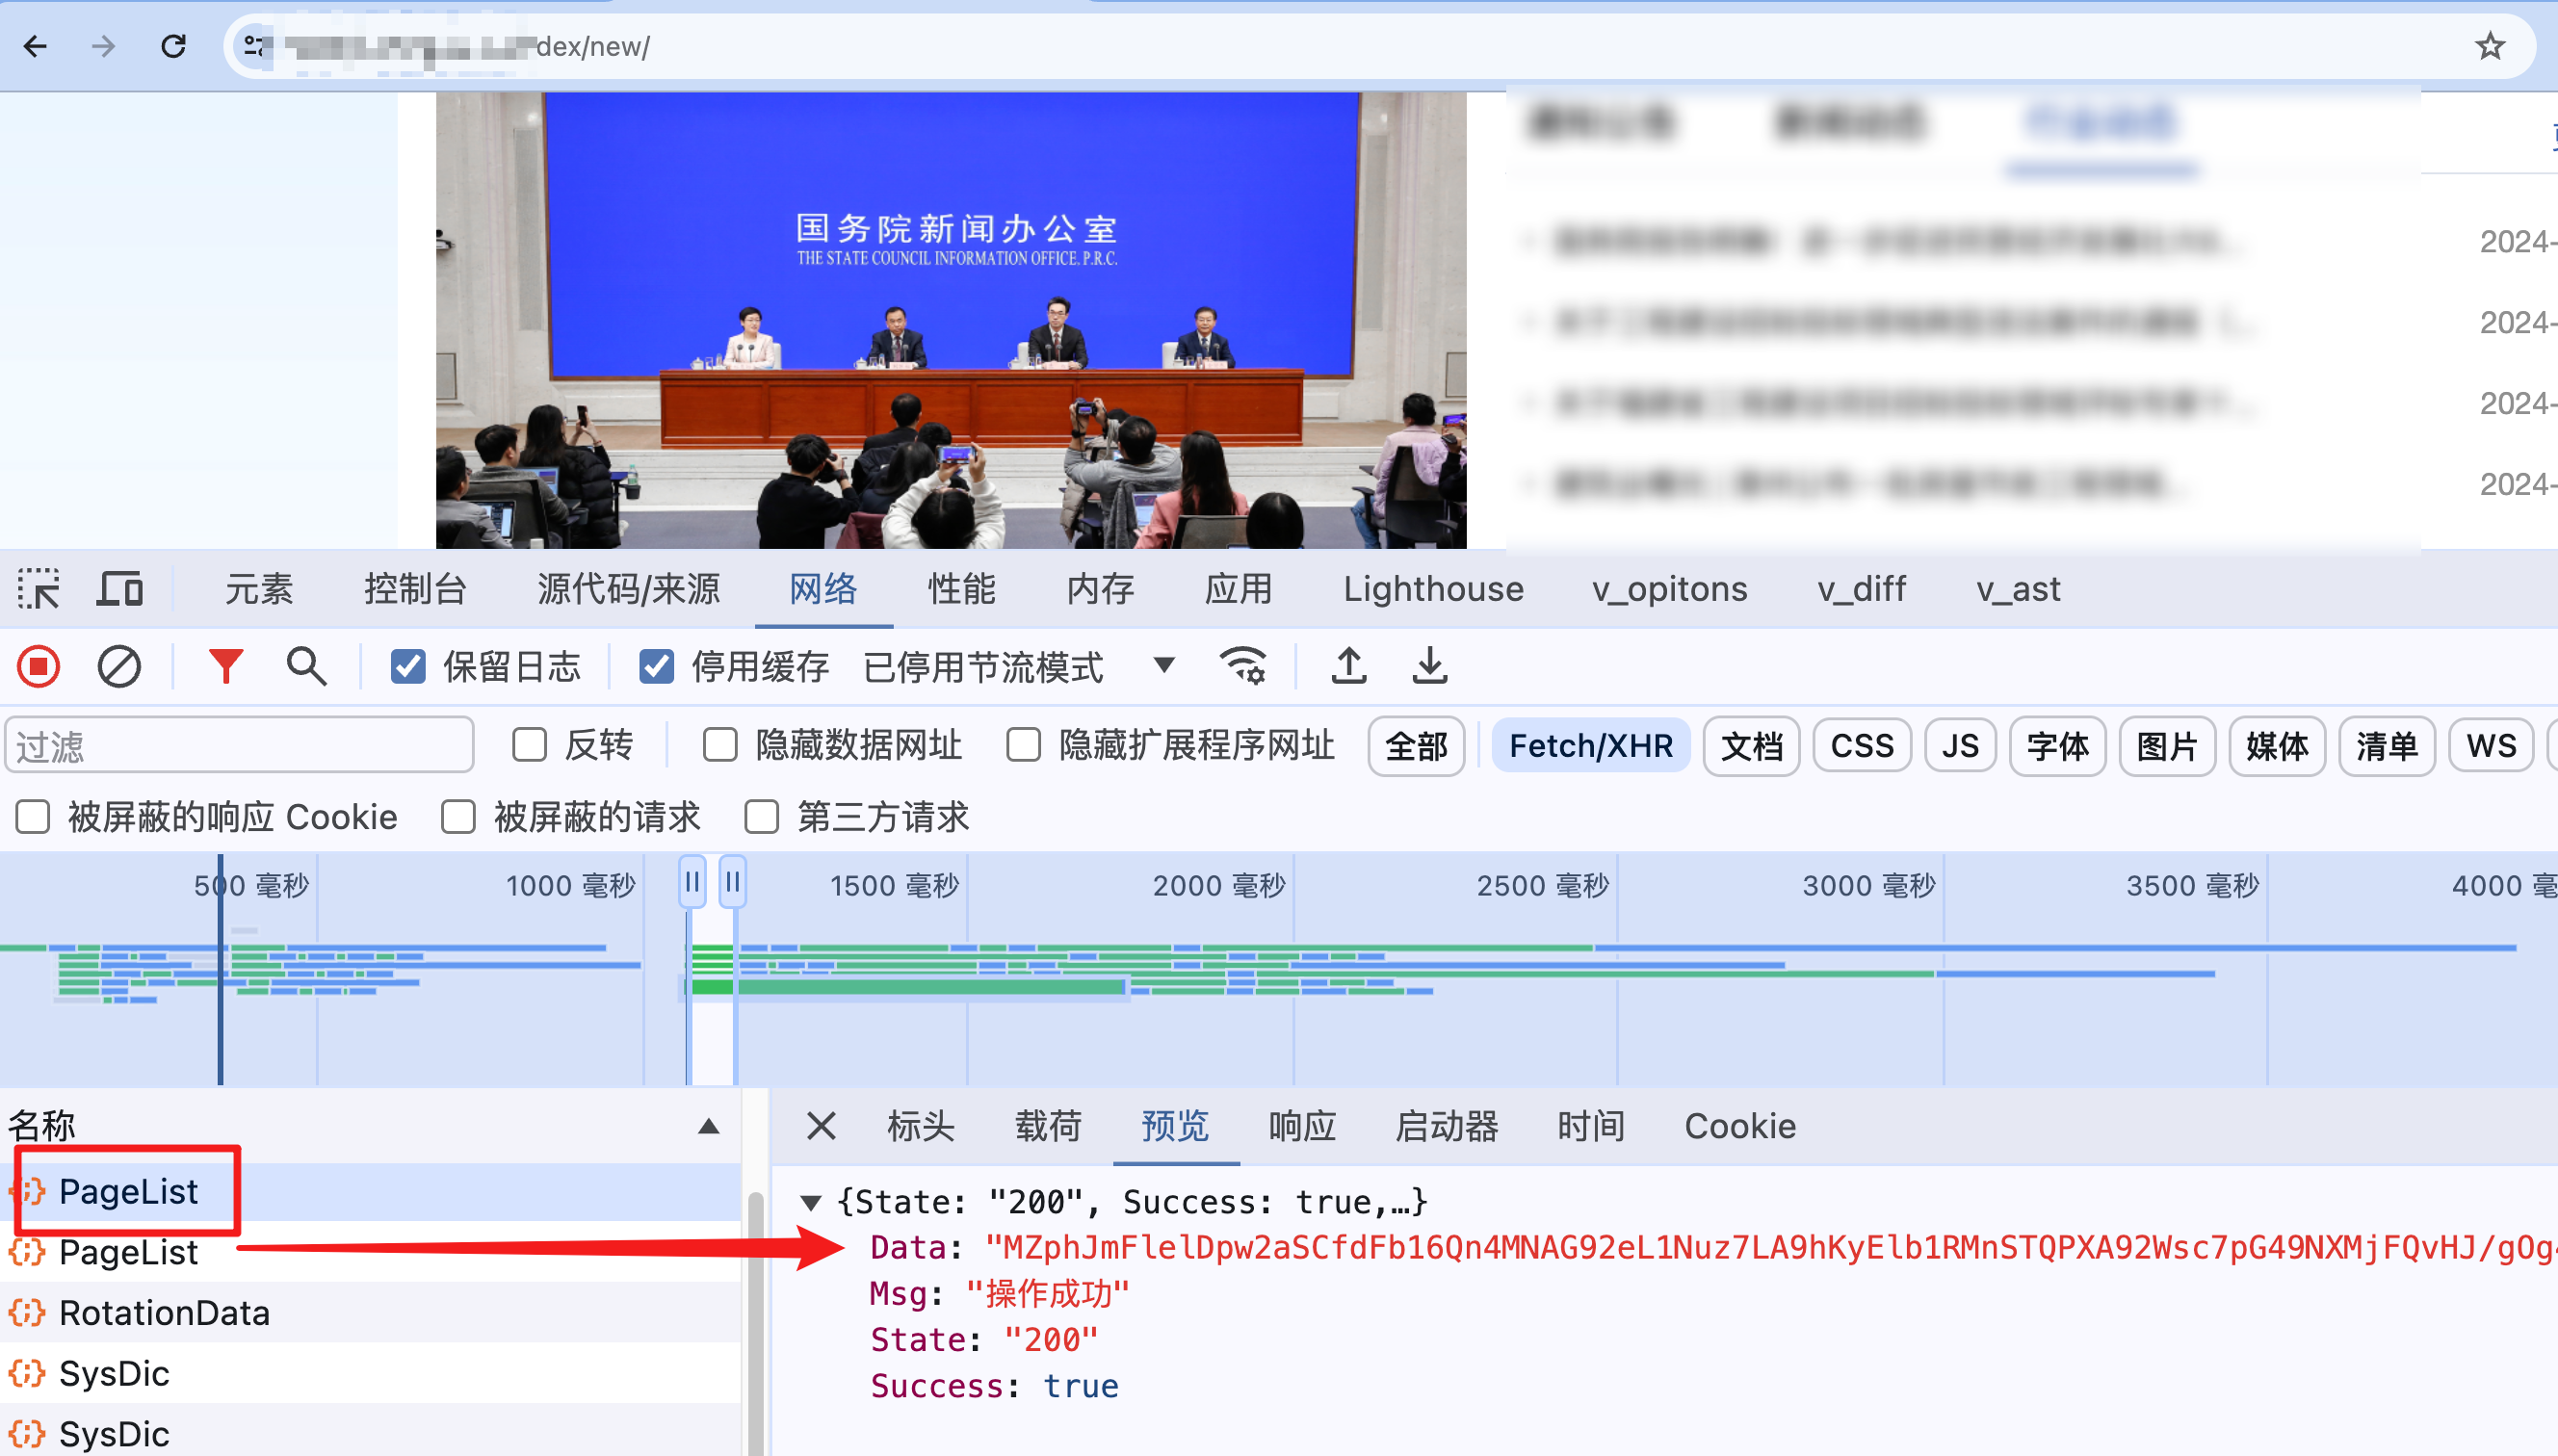 dex/new/
国务院新闻办公室
THE STATE COUNCIL INFORMATION OFFICE, P.R.C.
2024-
2024-
2024-
2024-
元素 控制台 源代码/来源 网络 性能 内存 应用 Lighthouse v_opitons v_diff v_ast
保留日志 停用缓存 已停用节流模式
过滤 反转 隐藏数据网址 隐藏扩展程序网址 全部 Fetch/XHR 文档 CSS JS 字体 图片 媒体 清单 WS
被屏蔽的响应 Cookie 被屏蔽的请求 第三方请求
500 毫秒 1000 毫秒 1500 毫秒 2000 毫秒 2500 毫秒 3000 毫秒 3500 毫秒 4000 毫
名称
PageList
PageList
RotationData
SysDic
SysDic
标头 载荷 预览 响应 启动器 时间 Cookie
{State: "200", Success: true,…}
Data: "MZphJmFlelDpw2aSCfdFb16Qn4MNAG92eL1Nuz7LA9hKyElb1RMnSTQPXA92Wsc7pG49NXMjFQvHJ/gOg4
Msg: "操作成功"
State: "200"
Success: true